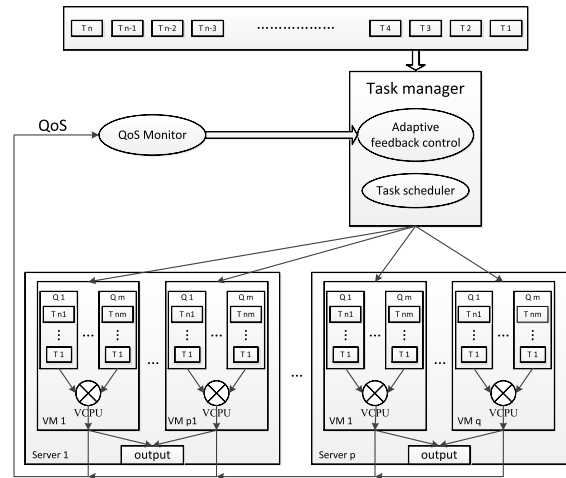 T n T n-1 T n-2 T n-3 ………………… T 4 T 3 T 2 T 1
Task manager
QoS
QoS Monitor
Adaptive
feedback control
Task scheduler
Q 1 Q m Q 1 Q m Q 1 Q m Q 1 Q m
T n1 T nm T n1 T nm T n1 T nm T n1 T nm
... ... ... ...
T 1 T 1 T 1 T 1 T 1 T 1 T 1 T 1
... ... ...
VCPU VCPU VCPU VCPU
VM 1 VM p1 VM 1 VM q
Server 1 output Server p output